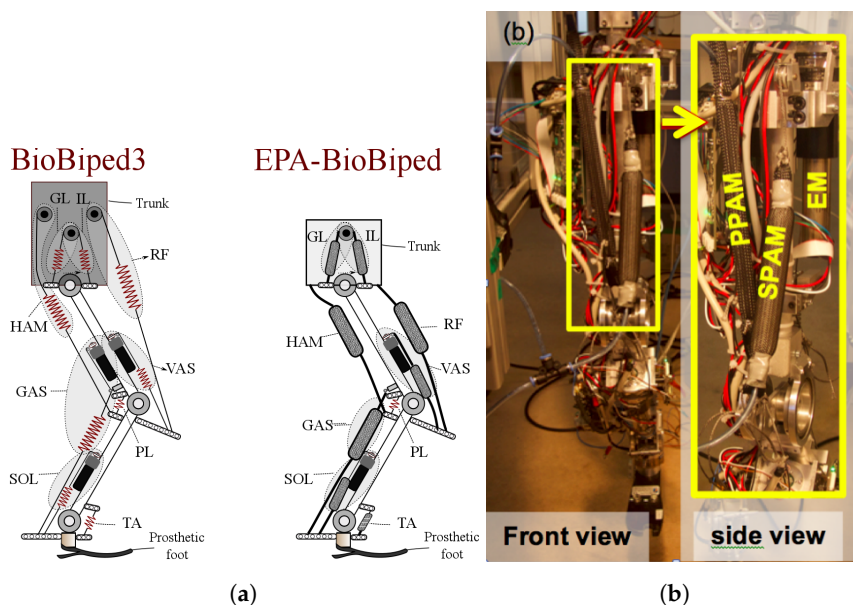 BioBiped3
GL IL
Trunk
RF
HAM
VAS
GAS
PL
SOL
TA
Prosthetic
foot
EPA-BioBiped
GL IL
Trunk
RF
HAM
VAS
GAS
PL
SOL
TA
Prosthetic
foot
(a)
(b)
PPAM
SPAM
EM
Front view
side view
(b)